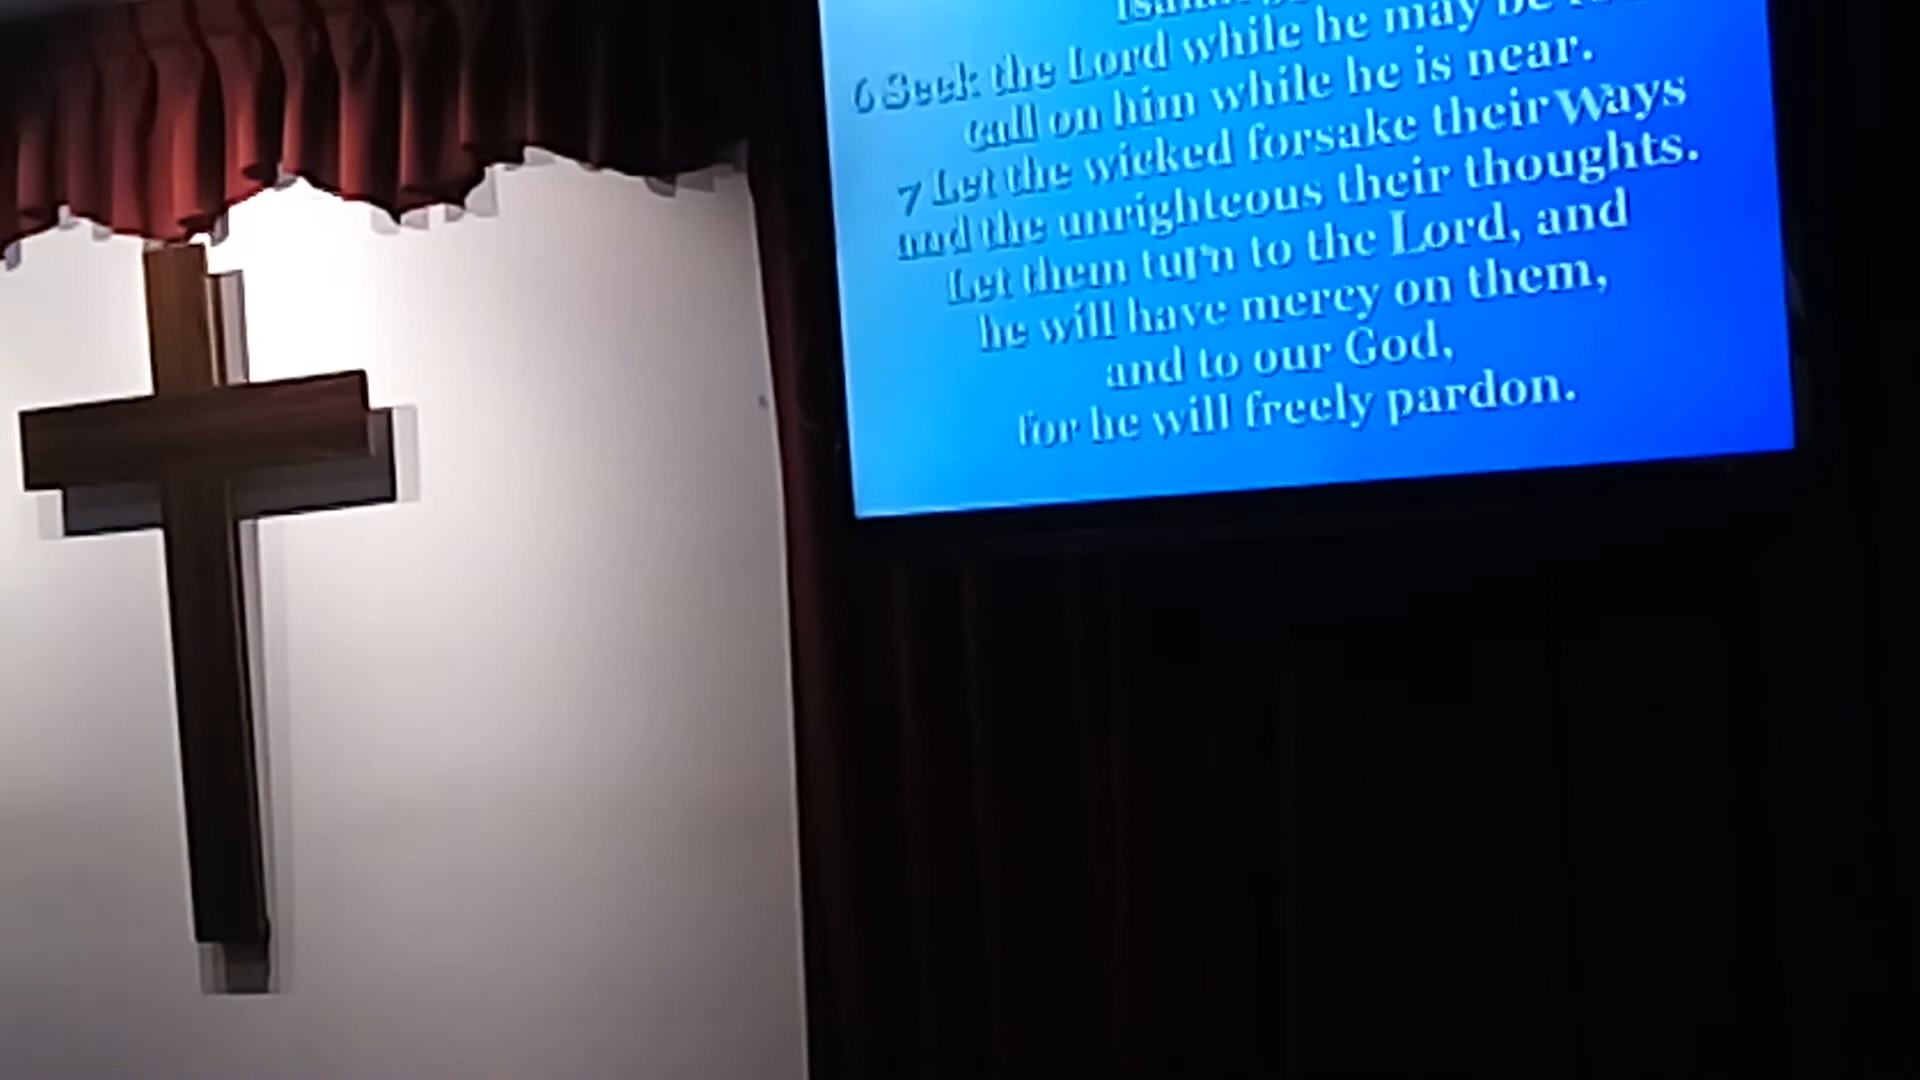 Isaiah
6 Seek the Lord while he may be
call on him while he is near.
7 Let the wicked forsake their Ways
and the unrighteous their thoughts.
Let them turn to the Lord, and
he will have mercy on them,
and to our God,
for he will freely pardon.